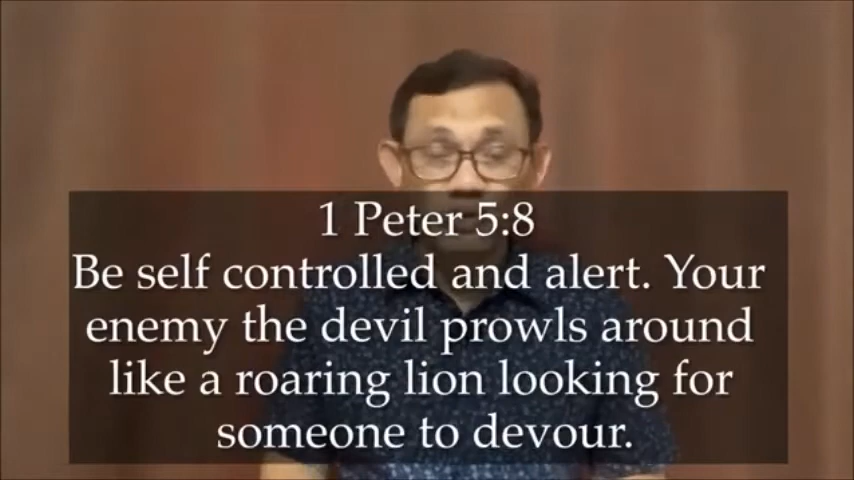 1 Peter 5:8
Be self controlled and alert. Your
enemy the devil prowls around
like a roaring lion looking for
someone to devour.